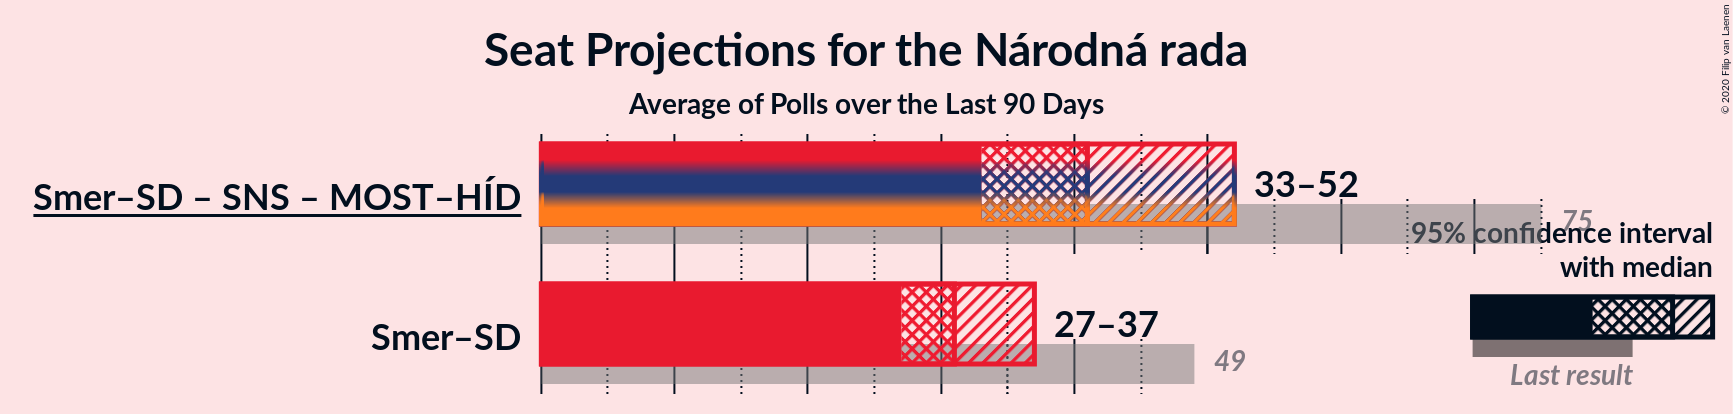 Seat Projections for the Národná rada
Average of Polls over the Last 90 Days
© 2020 Filip van Laenen
Smer–SD – SNS – MOST–HÍD
33–52
75
95% confidence interval
with median
Smer–SD
27–37
49
Last result